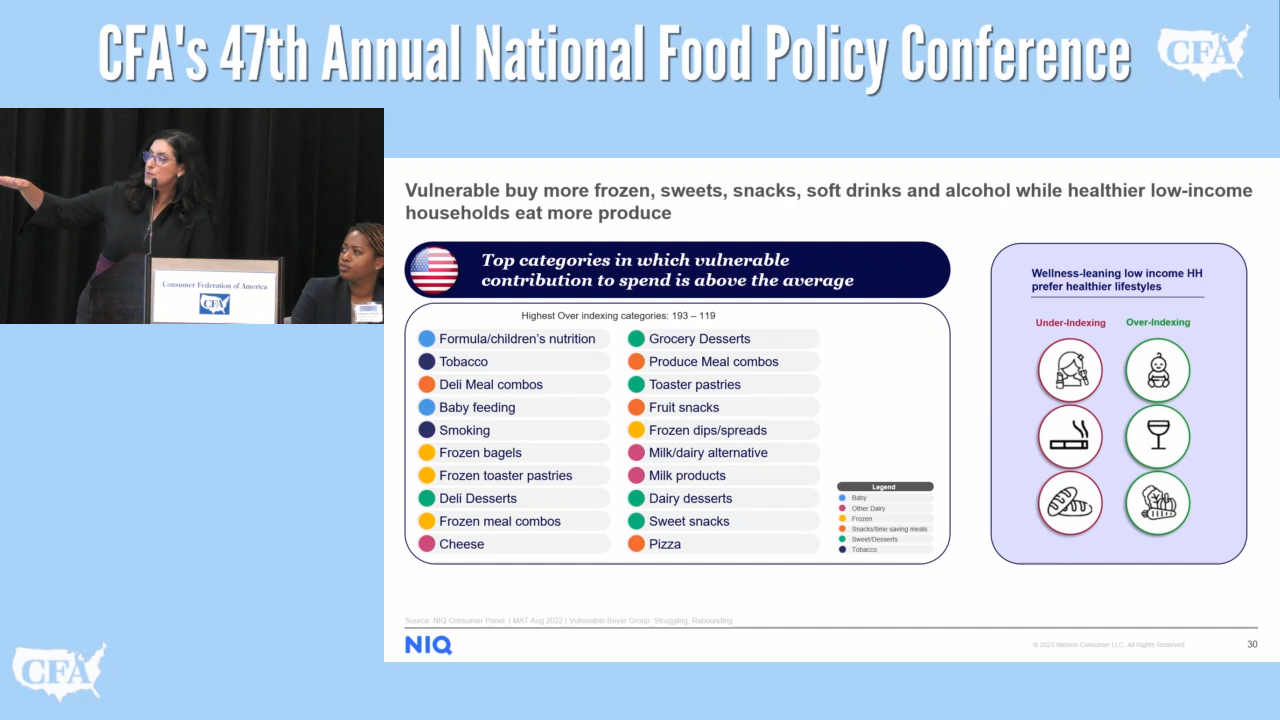 CFA's 47th Annual National Food Policy Conference
CFA
Consumer Federation of America
CFA
Vulnerable buy more frozen, sweets, snacks, soft drinks and alcohol while healthier low-income
households eat more produce
Top categories in which vulnerable
contribution to spend is above the average
Highest Over indexing categories: 193 – 119
Formula/children's nutrition
Tobacco
Deli Meal combos
Baby feeding
Smoking
Frozen bagels
Frozen toaster pastries
Deli Desserts
Frozen meal combos
Cheese
Grocery Desserts
Produce Meal combos
Toaster pastries
Fruit snacks
Frozen dips/spreads
Milk/dairy alternative
Milk products
Dairy desserts
Sweet snacks
Pizza
Legend
Baby
Other Dairy
Frozen
Snacks/time saving meals
Sweet/Desserts
Tobacco
Wellness-leaning low income HH
prefer healthier lifestyles
Under-Indexing
Over-Indexing
Source: NIQ Consumer Panel | MAT Aug 2022 | Vulnerable Buyer Group: Struggling, Rebounding
NIQ
© 2023 Nielsen Consumer LLC. All Rights Reserved
30
CFA